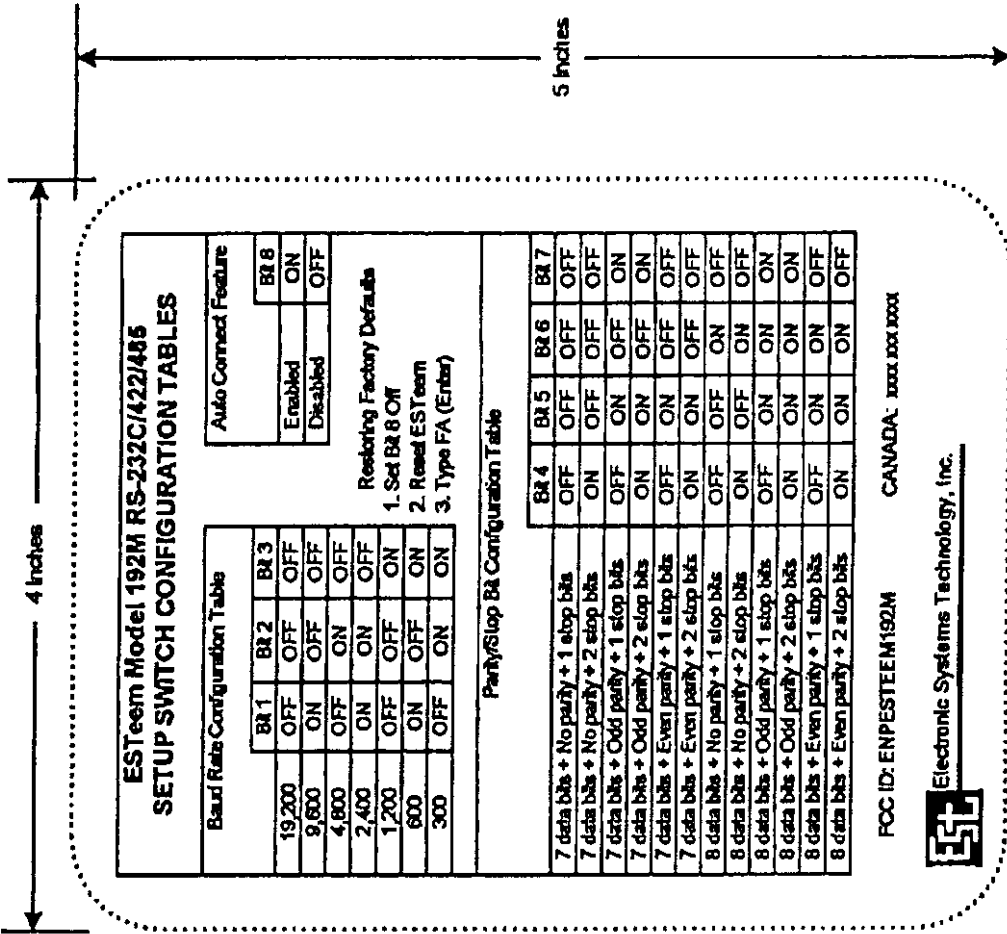 4 inches
5 inches
ESTeem Model 192M RS-232C/422/485
SETUP SWITCH CONFIGURATION TABLES
Baud Rate Configuration Table
Bit 1 Bit 2 Bit 3
19,200 OFF OFF OFF
9,600 ON OFF OFF
4,800 OFF ON OFF
2,400 ON ON OFF
1,200 OFF OFF ON
600 ON OFF ON
300 OFF ON ON
Auto Connect Feature
Bit 8
Enabled ON
Disabled OFF
Restoring Factory Defaults
1. Set Bit 8 Off
2. Reset ESTeem
3. Type FA (Enter)
Parity/Stop Bit Configuration Table
Bit 4 Bit 5 Bit 6 Bit 7
7 data bits + No parity + 1 stop bits OFF OFF OFF OFF
7 data bits + No parity + 2 stop bits ON OFF OFF OFF
7 data bits + Odd parity + 1 stop bits OFF ON OFF ON
7 data bits + Odd parity + 2 stop bits ON ON OFF ON
7 data bits + Even parity + 1 stop bits OFF ON OFF OFF
7 data bits + Even parity + 2 stop bits ON ON OFF OFF
8 data bits + No parity + 1 stop bits OFF OFF ON OFF
8 data bits + No parity + 2 stop bits ON OFF ON OFF
8 data bits + Odd parity + 1 stop bits OFF ON ON ON
8 data bits + Odd parity + 2 stop bits ON ON ON ON
8 data bits + Even parity + 1 stop bits OFF ON ON OFF
8 data bits + Even parity + 2 stop bits ON ON ON OFF
FCC ID: ENPESTEEM192M CANADA: xxxx xxx xxxx
EST Electronic Systems Technology, Inc.